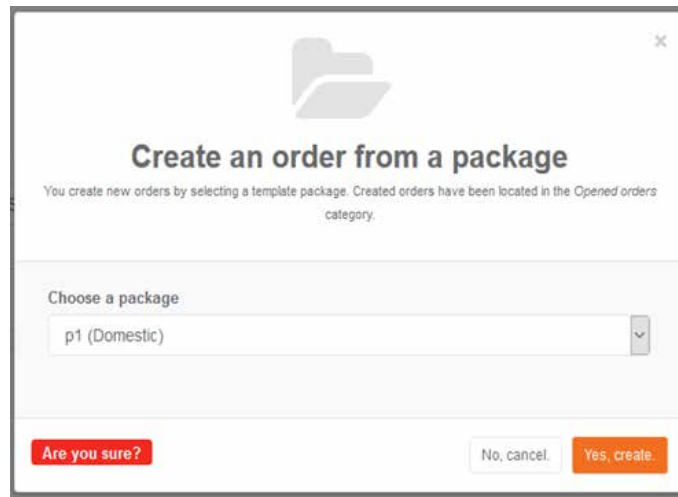 ×
Create an order from a package
You create new orders by selecting a template package. Created orders have been located in the Opened orders
category.
Choose a package
p1 (Domestic)
Are you sure?
No, cancel.
Yes, create.